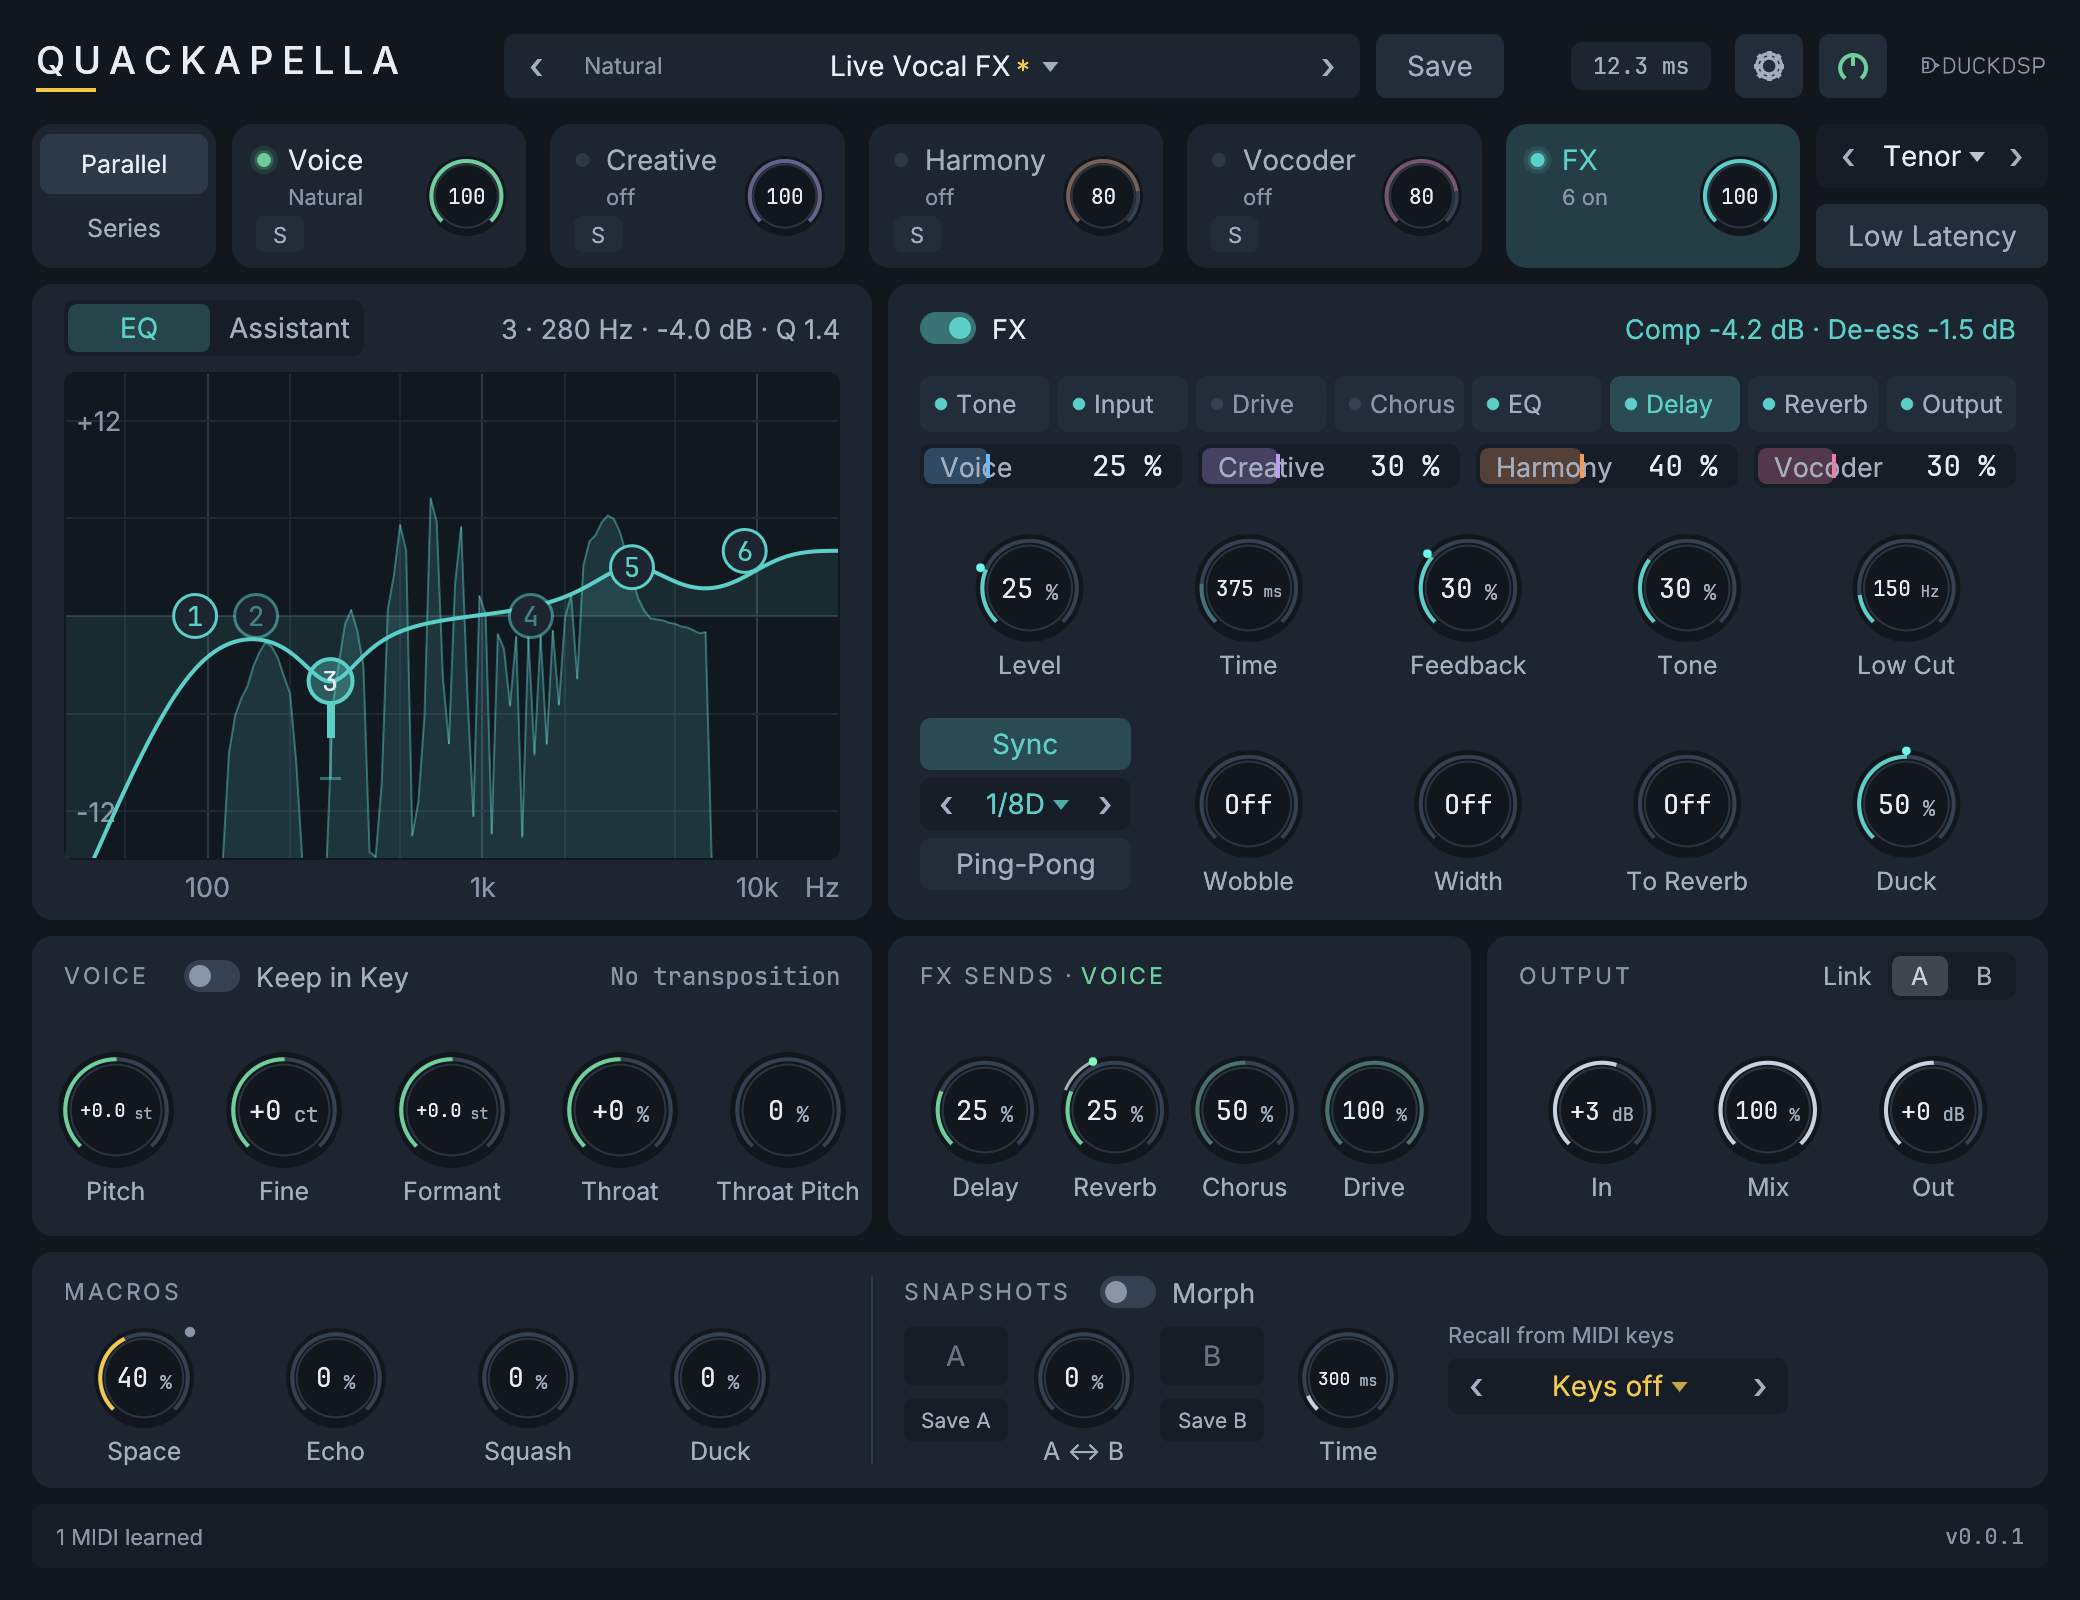 QUACKAPELLA
‹ Natural Live Vocal FX * ›
Save
12.3 ms
DUCKDSP
Parallel
Series
Voice
Natural
S
100
Creative
off
S
100
Harmony
off
S
80
Vocoder
off
S
80
FX
6 on
100
‹ Tenor ›
Low Latency
EQ Assistant
3 · 280 Hz · -4.0 dB · Q 1.4
+12
-12
1 2 3 4 5 6
100 1k 10k Hz
FX
Comp -4.2 dB · De-ess -1.5 dB
Tone Input Drive Chorus EQ Delay Reverb Output
Voice 25 % Creative 30 % Harmony 40 % Vocoder 30 %
25 % 375 ms 30 % 30 % 150 Hz
Level Time Feedback Tone Low Cut
Sync
‹ 1/8D ›
Ping-Pong
Off Off Off 50 %
Wobble Width To Reverb Duck
VOICE Keep in Key No transposition
+0.0 st +0 ct +0.0 st +0 % 0 %
Pitch Fine Formant Throat Throat Pitch
FX SENDS · VOICE
25 % 25 % 50 % 100 %
Delay Reverb Chorus Drive
OUTPUT Link A B
+3 dB 100 % +0 dB
In Mix Out
MACROS
40 % 0 % 0 % 0 %
Space Echo Squash Duck
SNAPSHOTS Morph
A 0 % B 300 ms
Save A Save B
A ↔ B Time
Recall from MIDI keys
‹ Keys off ›
1 MIDI learned
v0.0.1